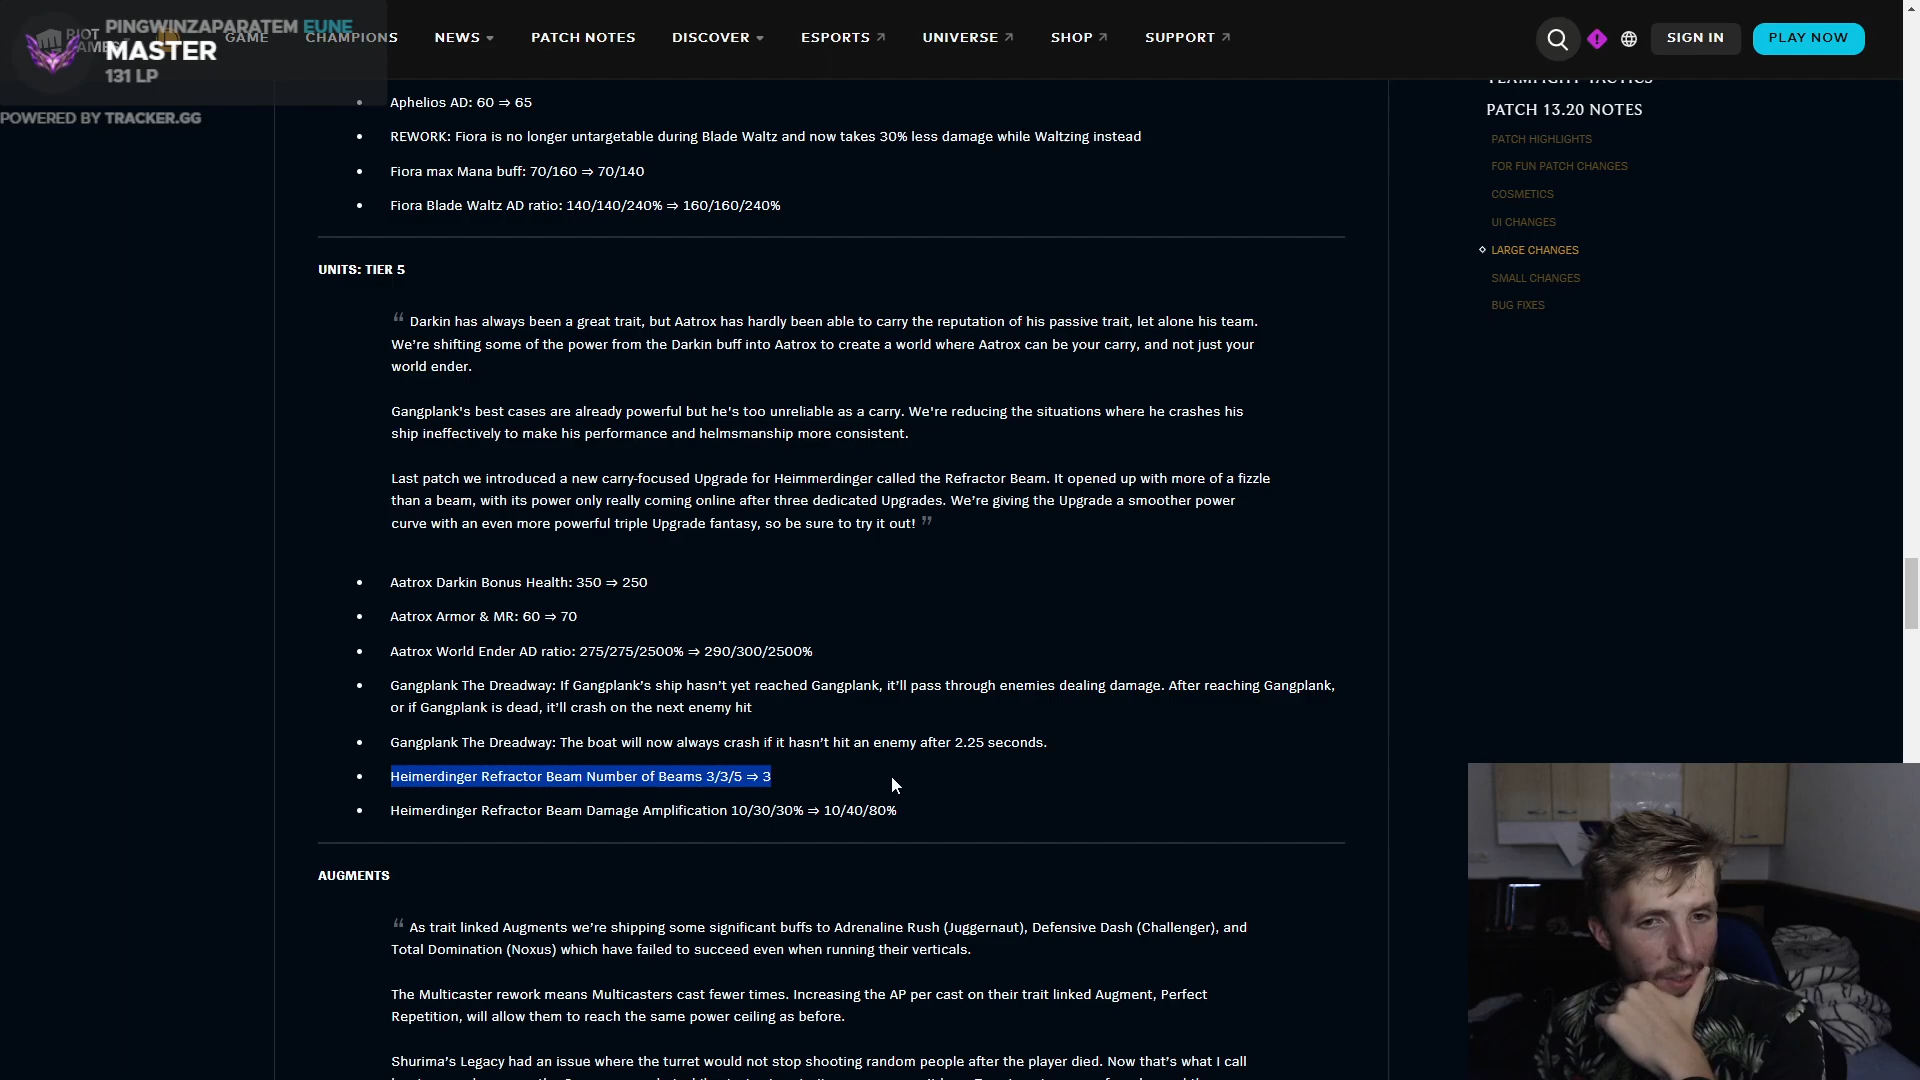 PINGWINZAPARATEM EUNE
MASTER
131 LP
POWERED BY TRACKER.GG
RIOT GAMES
GAME
CHAMPIONS
NEWS
PATCH NOTES
DISCOVER
ESPORTS
UNIVERSE
SHOP
SUPPORT
SIGN IN
PLAY NOW
• Aphelios AD: 60 ⇒ 65
• REWORK: Fiora is no longer untargetable during Blade Waltz and now takes 30% less damage while Waltzing instead
• Fiora max Mana buff: 70/160 ⇒ 70/140
• Fiora Blade Waltz AD ratio: 140/140/240% ⇒ 160/160/240%
UNITS: TIER 5
“ Darkin has always been a great trait, but Aatrox has hardly been able to carry the reputation of his passive trait, let alone his team.
We’re shifting some of the power from the Darkin buff into Aatrox to create a world where Aatrox can be your carry, and not just your
world ender.
Gangplank's best cases are already powerful but he's too unreliable as a carry. We're reducing the situations where he crashes his
ship ineffectively to make his performance and helmsmanship more consistent.
Last patch we introduced a new carry-focused Upgrade for Heimmerdinger called the Refractor Beam. It opened up with more of a fizzle
than a beam, with its power only really coming online after three dedicated Upgrades. We’re giving the Upgrade a smoother power
curve with an even more powerful triple Upgrade fantasy, so be sure to try it out! ”
• Aatrox Darkin Bonus Health: 350 ⇒ 250
• Aatrox Armor & MR: 60 ⇒ 70
• Aatrox World Ender AD ratio: 275/275/2500% ⇒ 290/300/2500%
• Gangplank The Dreadway: If Gangplank’s ship hasn’t yet reached Gangplank, it’ll pass through enemies dealing damage. After reaching Gangplank,
or if Gangplank is dead, it’ll crash on the next enemy hit
• Gangplank The Dreadway: The boat will now always crash if it hasn’t hit an enemy after 2.25 seconds.
• Heimerdinger Refractor Beam Number of Beams 3/3/5 ⇒ 3
• Heimerdinger Refractor Beam Damage Amplification 10/30/30% ⇒ 10/40/80%
AUGMENTS
“ As trait linked Augments we’re shipping some significant buffs to Adrenaline Rush (Juggernaut), Defensive Dash (Challenger), and
Total Domination (Noxus) which have failed to succeed even when running their verticals.
The Multicaster rework means Multicasters cast fewer times. Increasing the AP per cast on their trait linked Augment, Perfect
Repetition, will allow them to reach the same power ceiling as before.
Shurima’s Legacy had an issue where the turret would not stop shooting random people after the player died. Now that’s what I call
TEAMFIGHT TACTICS
PATCH 13.20 NOTES
PATCH HIGHLIGHTS
FOR FUN PATCH CHANGES
COSMETICS
UI CHANGES
LARGE CHANGES
SMALL CHANGES
BUG FIXES